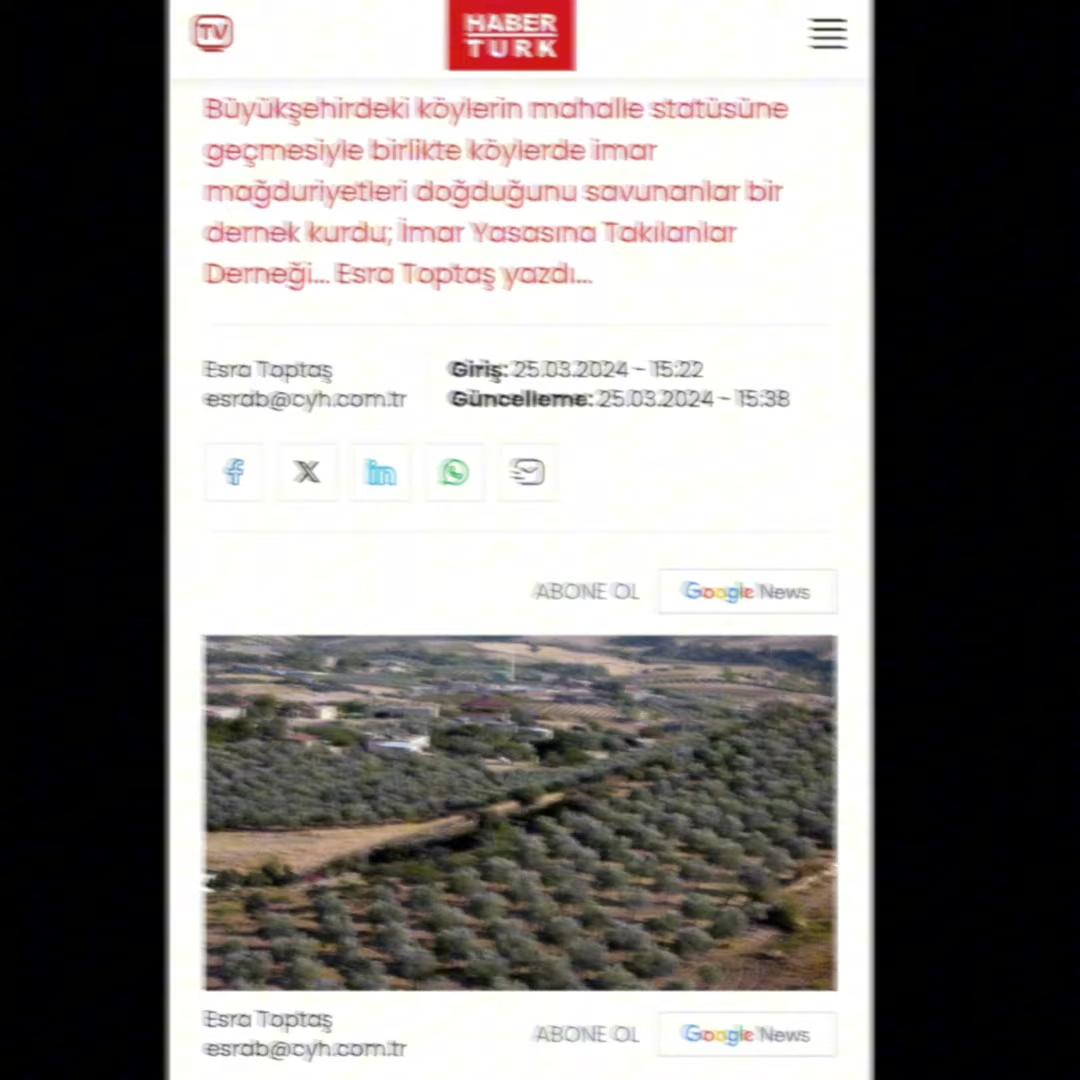 TV
HABER
TURK
Büyükşehirdeki köylerin mahalle statüsüne
geçmesiyle birlikte köylerde imar
mağduriyetleri doğduğunu savunanlar bir
dernek kurdu; İmar Yasasına Takılanlar
Derneği... Esra Toptaş yazdı...
Esra Toptaş
esrab@cyh.com.tr
Giriş: 25.03.2024 - 15:22
Güncelleme: 25.03.2024 - 15:38
f X in
ABONE OL Google News
Esra Toptaş
esrab@cyh.com.tr
ABONE OL Google News